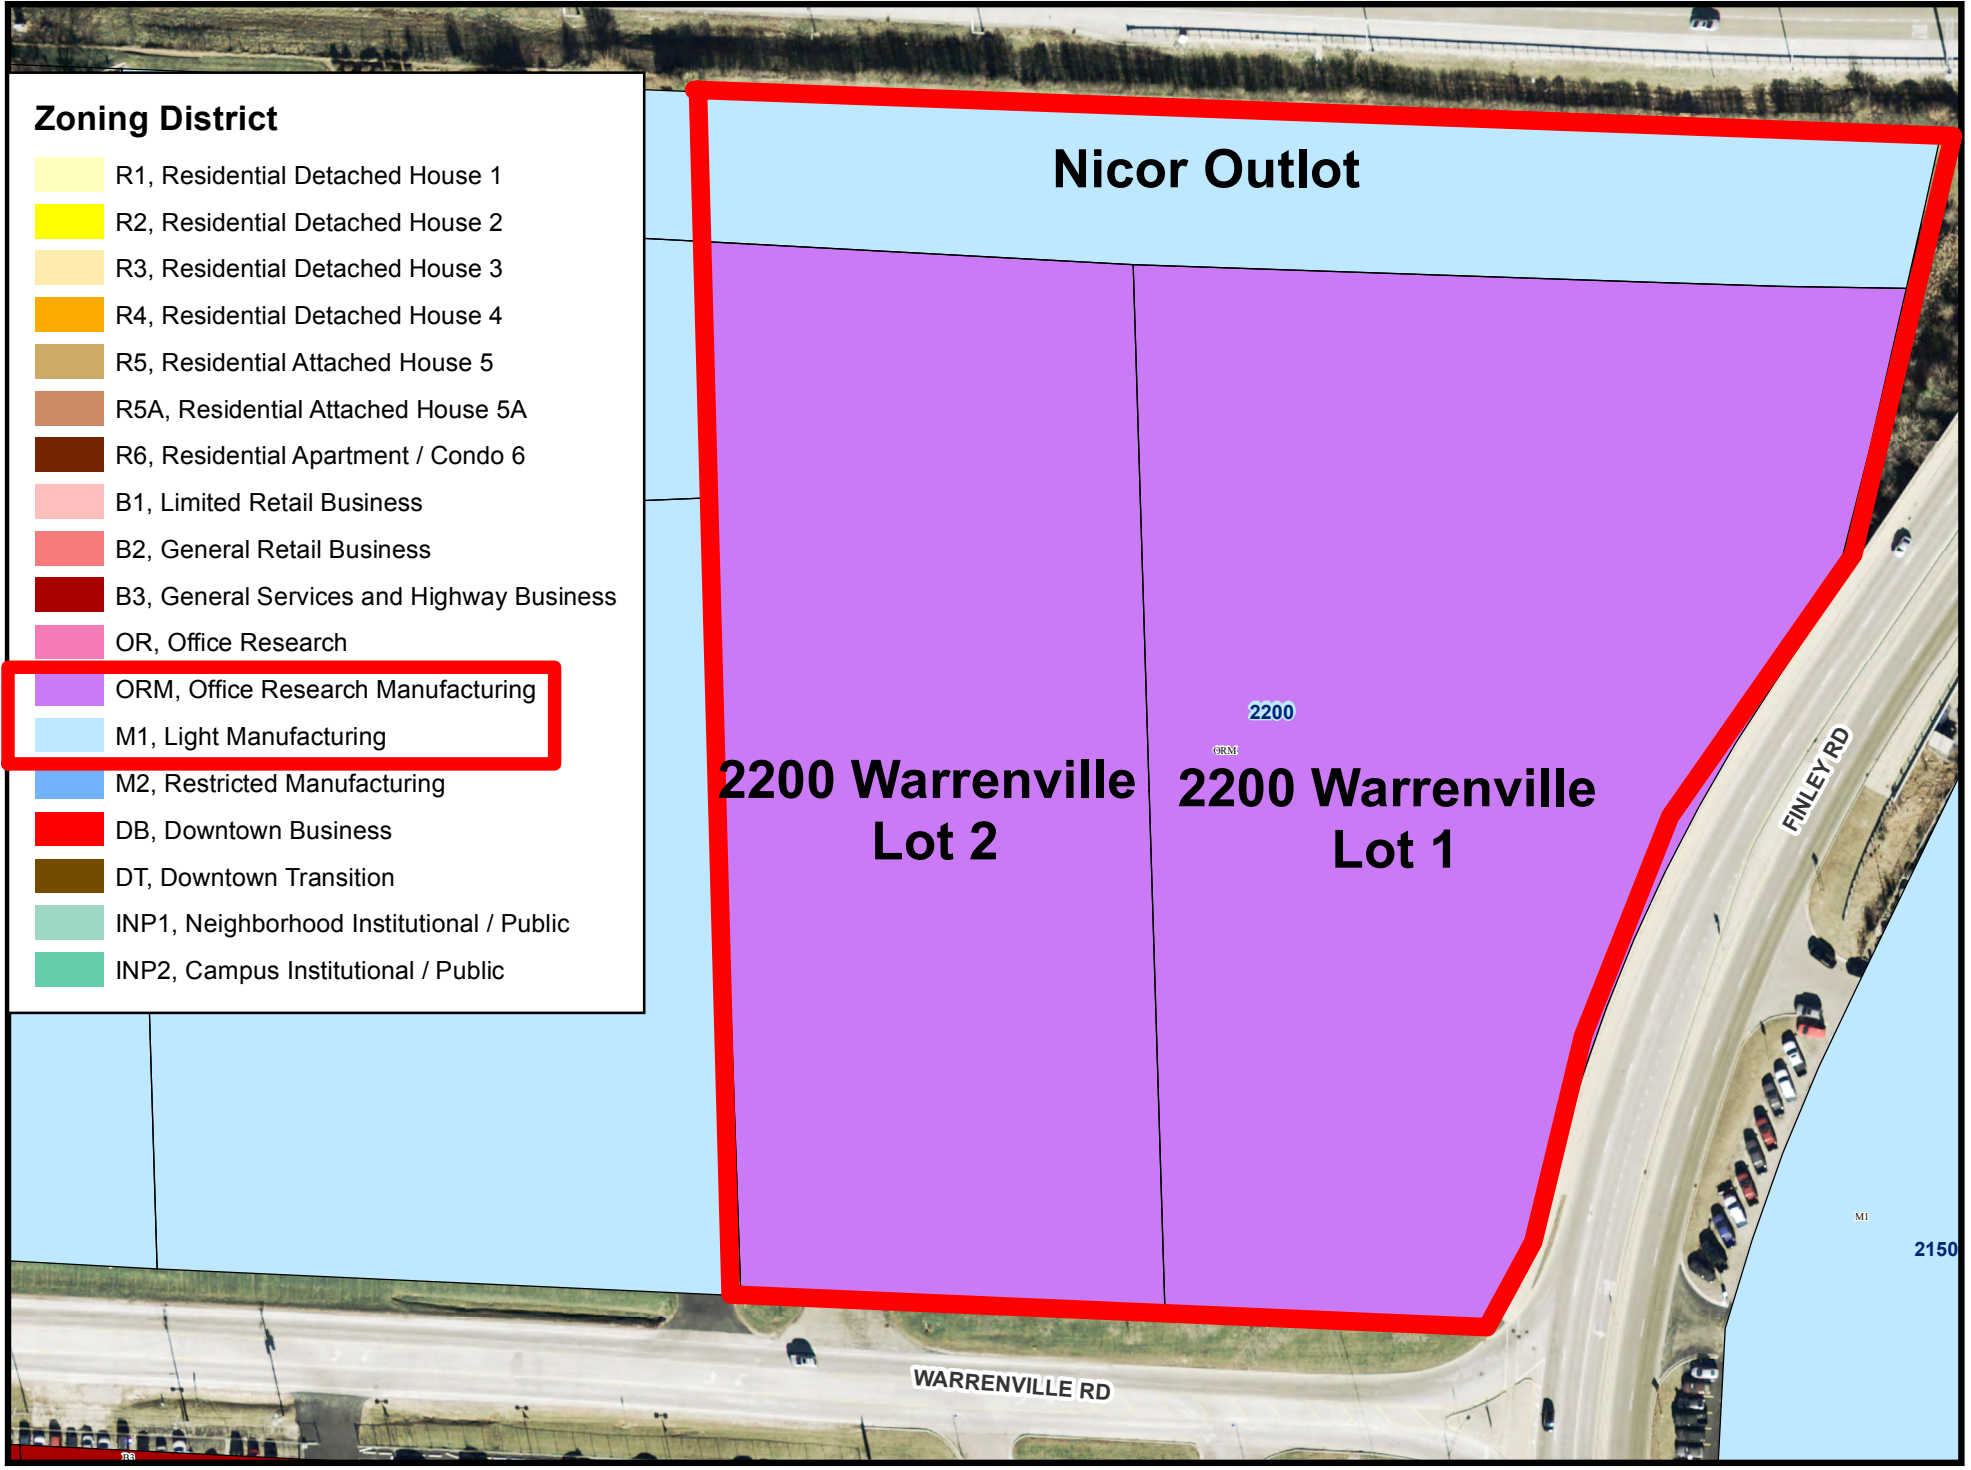 Zoning District
R1, Residential Detached House 1
R2, Residential Detached House 2
R3, Residential Detached House 3
R4, Residential Detached House 4
R5, Residential Attached House 5
R5A, Residential Attached House 5A
R6, Residential Apartment / Condo 6
B1, Limited Retail Business
B2, General Retail Business
B3, General Services and Highway Business
OR, Office Research
ORM, Office Research Manufacturing
M1, Light Manufacturing
M2, Restricted Manufacturing
DB, Downtown Business
DT, Downtown Transition
INP1, Neighborhood Institutional / Public
INP2, Campus Institutional / Public
Nicor Outlot
2200
ORM
2200 Warrenville
Lot 2
2200 Warrenville
Lot 1
FINLEY RD
M1
2150
WARRENVILLE RD
B3